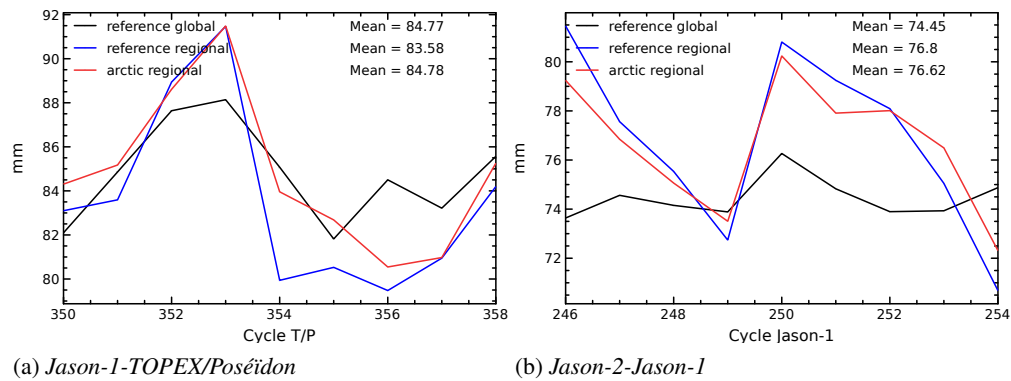 reference global Mean = 84.77
reference regional Mean = 83.58
arctic regional Mean = 84.78
92
90
88
86
84
82
80
mm
350 352 354 356 358
Cycle T/P
(a) Jason-1-TOPEX/Poséïdon
reference global Mean = 74.45
reference regional Mean = 76.8
arctic regional Mean = 76.62
80
78
76
74
72
mm
246 248 250 252 254
Cycle Jason-1
(b) Jason-2-Jason-1